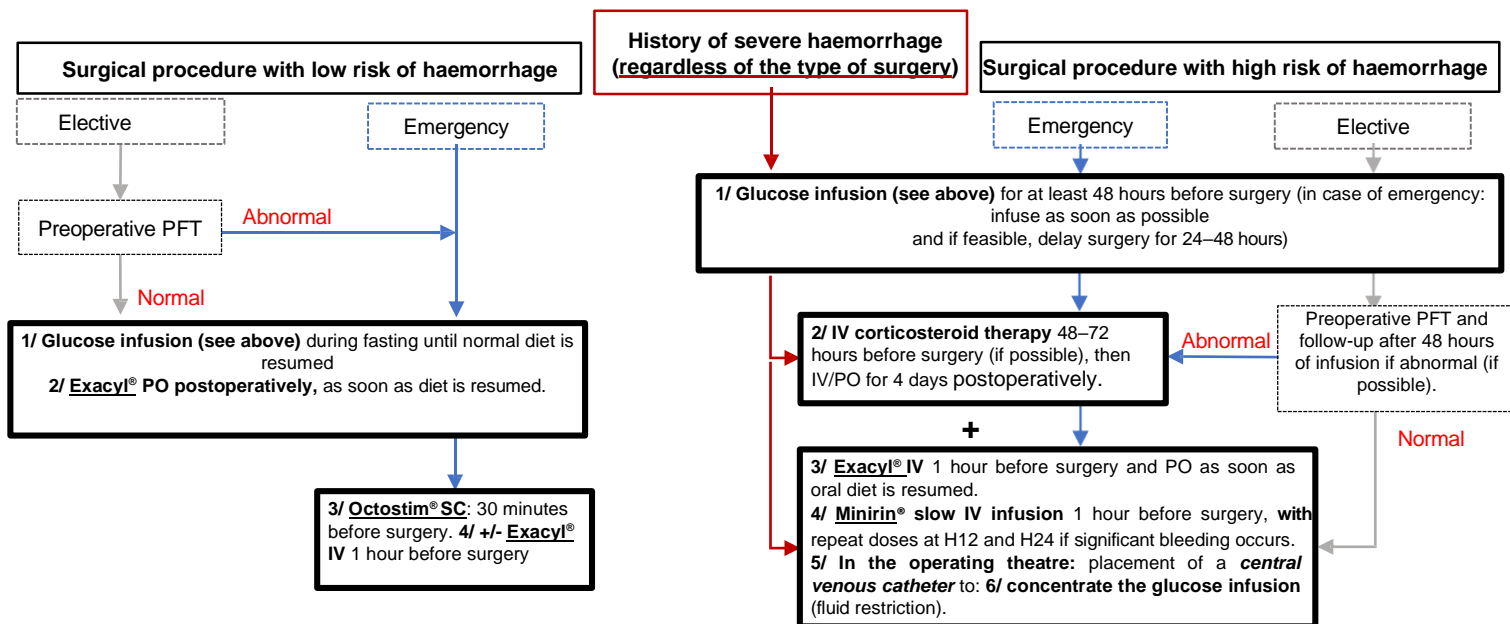 History of severe haemorrhage
(regardless of the type of surgery)
Surgical procedure with low risk of haemorrhage
Surgical procedure with high risk of haemorrhage
Elective
Emergency
Emergency
Elective
Preoperative PFT
Abnormal
Normal
1/ Glucose infusion (see above) for at least 48 hours before surgery (in case of emergency:
infuse as soon as possible
and if feasible, delay surgery for 24–48 hours)
1/ Glucose infusion (see above) during fasting until normal diet is
resumed
2/ Exacyl® PO postoperatively, as soon as diet is resumed.
2/ IV corticosteroid therapy 48–72
hours before surgery (if possible), then
IV/PO for 4 days postoperatively.
Abnormal
Preoperative PFT and
follow-up after 48 hours
of infusion if abnormal (if
possible).
+
Normal
3/ Octostim® SC: 30 minutes
before surgery. 4/ +/- Exacyl®
IV 1 hour before surgery
3/ Exacyl® IV 1 hour before surgery and PO as soon as
oral diet is resumed.
4/ Minirin® slow IV infusion 1 hour before surgery, with
repeat doses at H12 and H24 if significant bleeding occurs.
5/ In the operating theatre: placement of a central
venous catheter to: 6/ concentrate the glucose infusion
(fluid restriction).